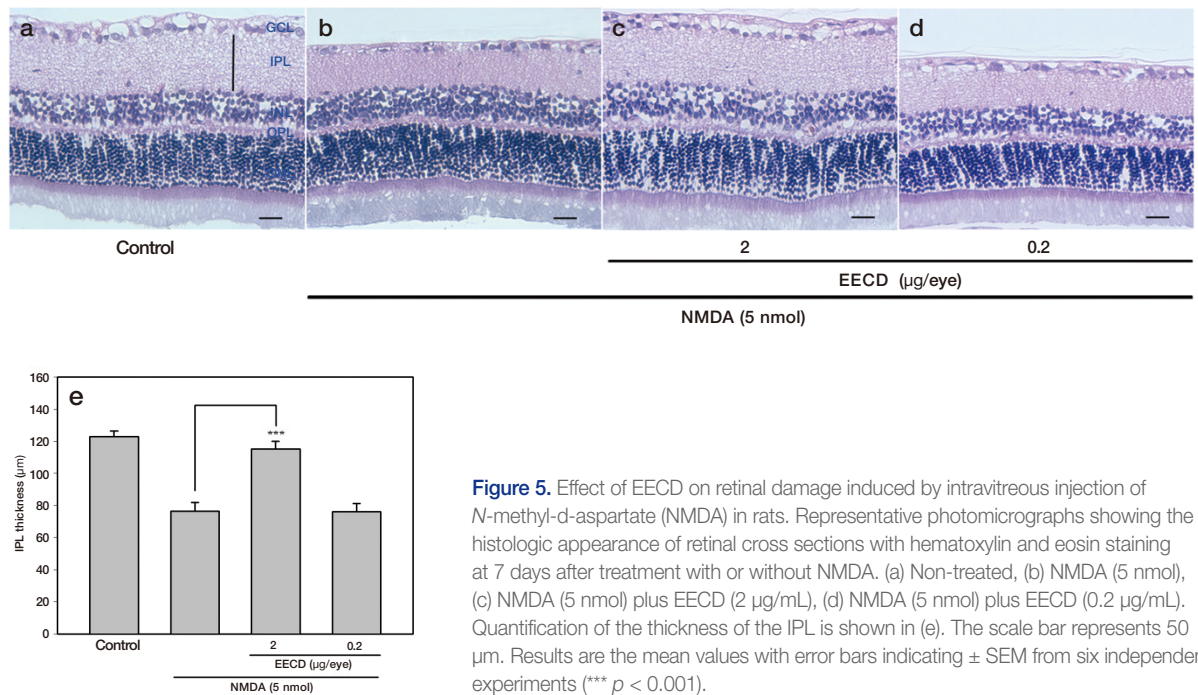 a
b
c
d
GCL
IPL
INL
OPL
Control
2
0.2
EECD (µg/eye)
NMDA (5 nmol)
e
IPL thickness (µm)
160
140
120
100
80
60
40
20
0
***
Control
2
0.2
EECD (µg/eye)
NMDA (5 nmol)
Figure 5. Effect of EECD on retinal damage induced by intravitreous injection of
N-methyl-d-aspartate (NMDA) in rats. Representative photomicrographs showing the
histologic appearance of retinal cross sections with hematoxylin and eosin staining
at 7 days after treatment with or without NMDA. (a) Non-treated, (b) NMDA (5 nmol),
(c) NMDA (5 nmol) plus EECD (2 µg/mL), (d) NMDA (5 nmol) plus EECD (0.2 µg/mL).
Quantification of the thickness of the IPL is shown in (e). The scale bar represents 50
µm. Results are the mean values with error bars indicating ± SEM from six independen
experiments (*** p < 0.001).